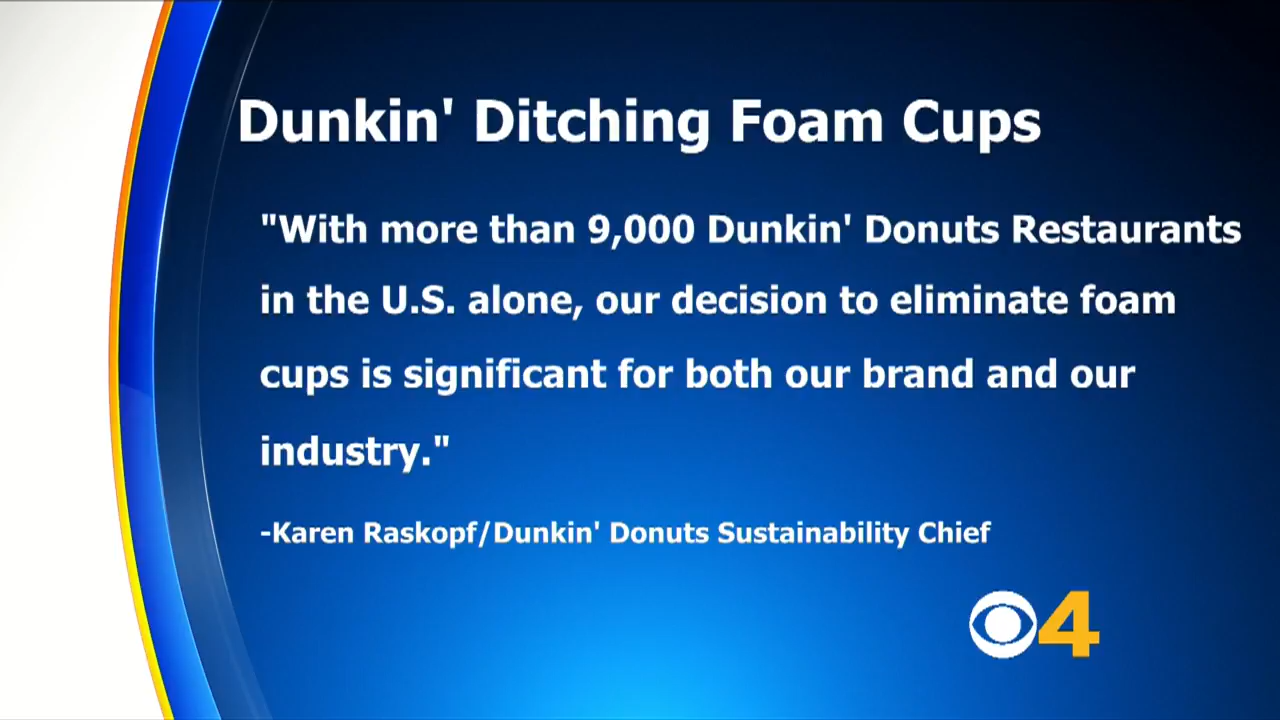 Dunkin' Ditching Foam Cups
"With more than 9,000 Dunkin' Donuts Restaurants
in the U.S. alone, our decision to eliminate foam
cups is significant for both our brand and our
industry."
-Karen Raskopf/Dunkin' Donuts Sustainability Chief
4